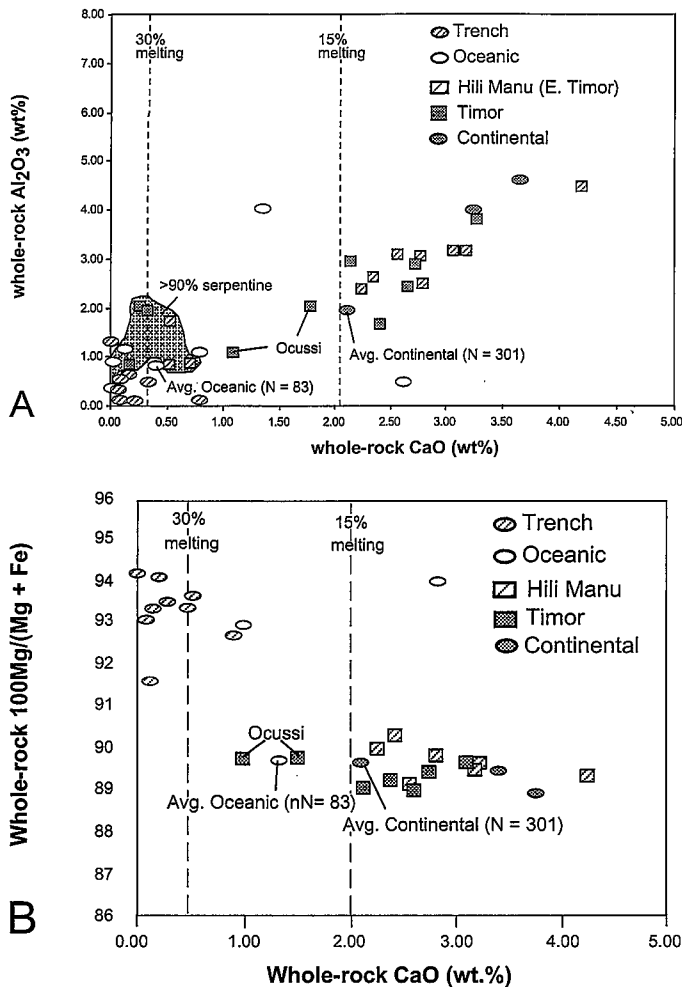 8.00
7.00
6.00
5.00
4.00
3.00
2.00
1.00
0.00
whole-rock Al2O3 (wt%)
30%
melting
15%
melting
Trench
Oceanic
Hili Manu (E. Timor)
Timor
Continental
>90% serpentine
Ocussi
Avg. Continental (N = 301)
Avg. Oceanic (N = 83)
A
0.00 0.50 1.00 1.50 2.00 2.50 3.00 3.50 4.00 4.50 5.00
whole-rock CaO (wt%)
96
95
94
93
92
91
90
89
88
87
86
Whole-rock 100Mg/(Mg + Fe)
30%
melting
15%
melting
Trench
Oceanic
Hili Manu
Timor
Continental
Ocussi
Avg. Oceanic (nN= 83)
Avg. Continental (N = 301)
B
0.00 1.00 2.00 3.00 4.00 5.00
Whole-rock CaO (wt.%)